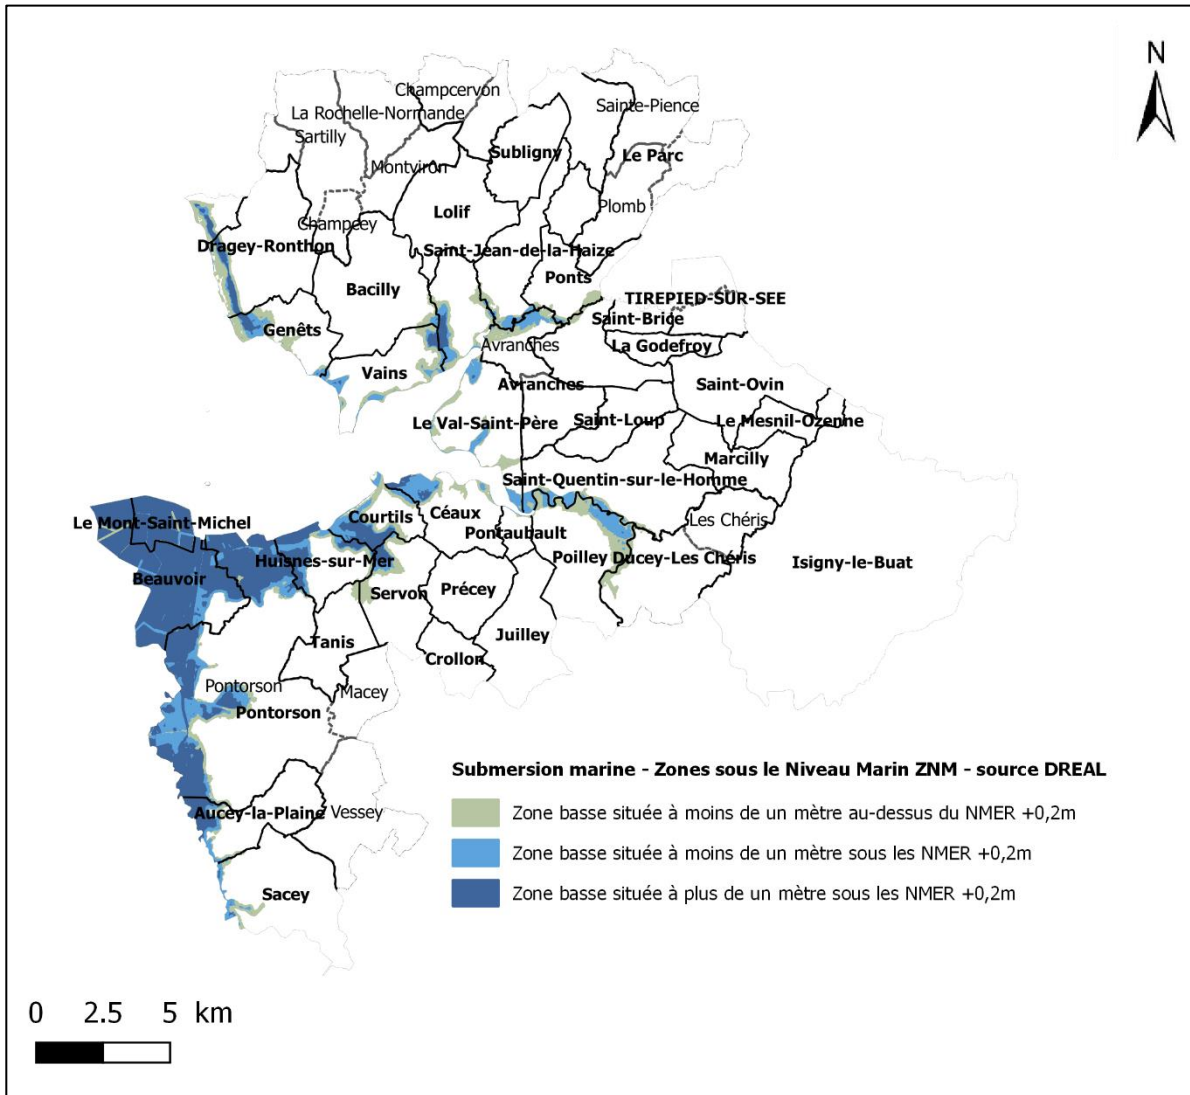 N
Champcervon
La Rochelle-Normande
Sainte-Pience
Sartilly
Subligny
Le Parc
Montviron
Plomb
Lolif
Champcey
Dragey-Ronthon
Saint-Jean-de-la-Haize
Ponts
Bacilly
TIREPIED-SUR-SEE
Saint-Brice
Genêts
Avranches
La Godefroy
Vains
Avranches
Saint-Ovin
Le Val-Saint-Père
Saint-Loup
Le Mesnil-Ozenne
Marcilly
Saint-Quentin-sur-le-Homme
Le Mont-Saint-Michel
Courtils
Céaux
Les Chéris
Pontaubault
Huisnes-sur-Mer
Poilley
Ducey-Les Chéris
Isigny-le-Buat
Beauvoir
Servon
Précey
Tanis
Juilley
Crollon
Pontorson
Macey
Pontorson
Submersion marine - Zones sous le Niveau Marin ZNM - source DREAL
Zone basse située à moins de un mètre au-dessus du NMER +0,2m
Aucey-la-Plaine
Vessey
Zone basse située à moins de un mètre sous les NMER +0,2m
Sacey
Zone basse située à plus de un mètre sous les NMER +0,2m
0 2.5 5 km